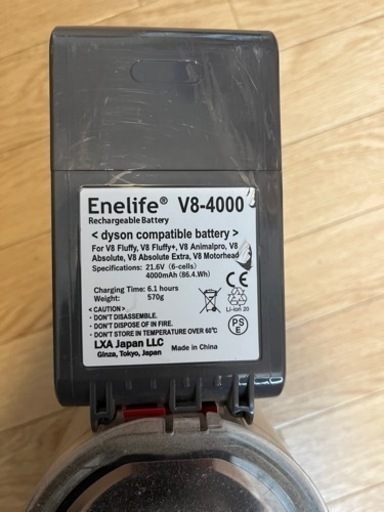 Enelife® V8-4000
Rechargeable Battery
< dyson compatible battery >
For V8 Fluffy, V8 Fluffy+, V8 Animalpro, V8
Absolute, V8 Absolute Extra, V8 Motorhead
Specifications: 21.6V (6-cells)
4000mAh (86.4.Wh)
Charging Time: 6.1 hours
Weight: 570g
< CAUTION >
• DON'T DISASSEMBLE.
• DON'T DISPOSE OF IN FIRE.
• DON'T STORE IN TEMPERATURE OVER 60℃
LXA Japan LLC
Ginza, Tokyo, Japan
Made in China
CE
Li-ion 20
PS
E